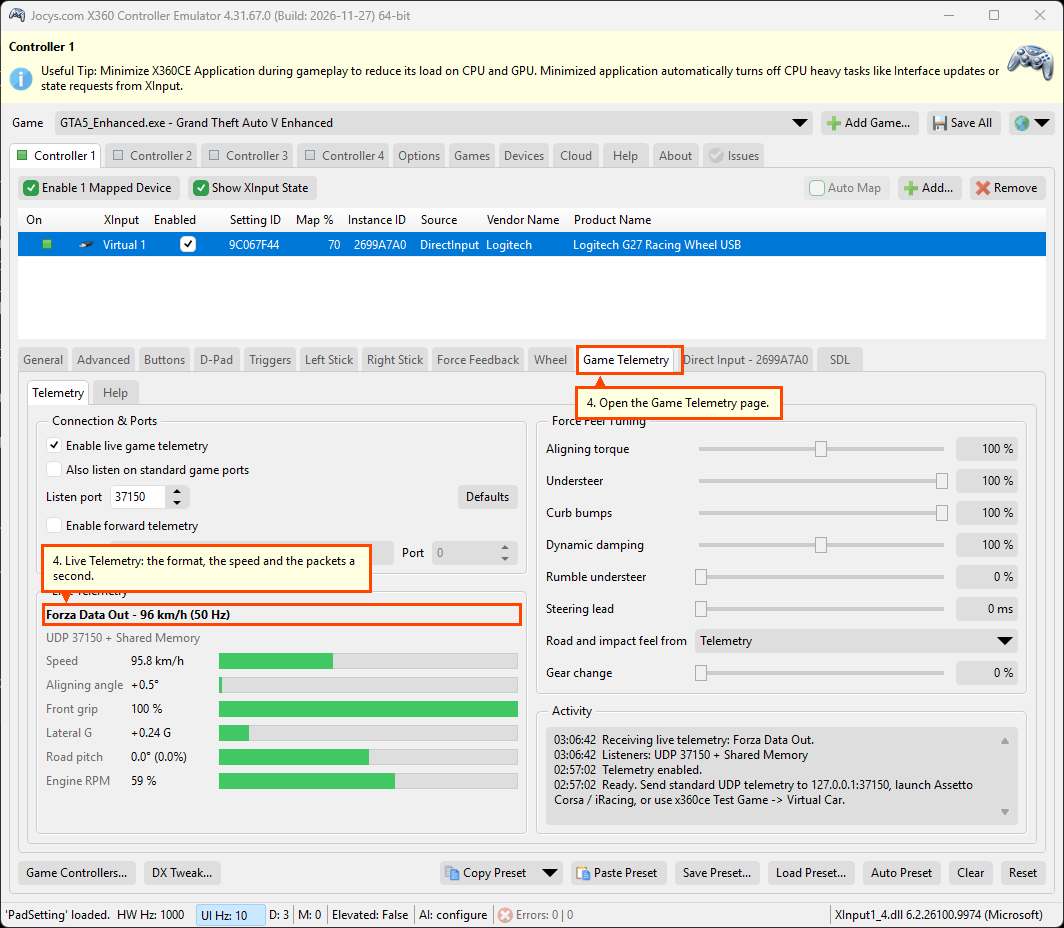 Jocys.com X360 Controller Emulator 4.31.67.0 (Build: 2026-11-27) 64-bit
Controller 1
Useful Tip: Minimize X360CE Application during gameplay to reduce its load on CPU and GPU. Minimized application automatically turns off CPU heavy tasks like Interface updates or
state requests from XInput.
Game GTA5_Enhanced.exe - Grand Theft Auto V Enhanced Add Game... Save All
Controller 1 Controller 2 Controller 3 Controller 4 Options Games Devices Cloud Help About Issues
Enable 1 Mapped Device Show XInput State Auto Map Add... Remove
On XInput Enabled Setting ID Map % Instance ID Source Vendor Name Product Name
Virtual 1 9C067F44 70 2699A7A0 DirectInput Logitech Logitech G27 Racing Wheel USB
General Advanced Buttons D-Pad Triggers Left Stick Right Stick Force Feedback Wheel Game Telemetry Direct Input - 2699A7A0 SDL
Telemetry Help
4. Open the Game Telemetry page.
Connection & Ports
Enable live game telemetry
Also listen on standard game ports
Listen port 37150 Defaults
Enable forward telemetry
Port 0
4. Live Telemetry: the format, the speed and the packets a
second.
Live Telemetry
Forza Data Out - 96 km/h (50 Hz)
UDP 37150 + Shared Memory
Speed 95.8 km/h
Aligning angle +0.5°
Front grip 100 %
Lateral G +0.24 G
Road pitch 0.0° (0.0%)
Engine RPM 59 %
Force Feel Tuning
Aligning torque 100 %
Understeer 100 %
Curb bumps 100 %
Dynamic damping 100 %
Rumble understeer 0 %
Steering lead 0 ms
Road and impact feel from Telemetry
Gear change 0 %
Activity
03:06:42 Receiving live telemetry: Forza Data Out.
03:06:42 Listeners: UDP 37150 + Shared Memory
02:57:02 Telemetry enabled.
02:57:02 Ready. Send standard UDP telemetry to 127.0.0.1:37150, launch Assetto
Corsa / iRacing, or use x360ce Test Game -> Virtual Car.
Game Controllers... DX Tweak... Copy Preset Paste Preset Save Preset... Load Preset... Auto Preset Clear Reset
'PadSetting' loaded. HW Hz: 1000 UI Hz: 10 D: 3 M: 0 Elevated: False AI: configure Errors: 0 | 0 XInput1_4.dll 6.2.26100.9974 (Microsoft)